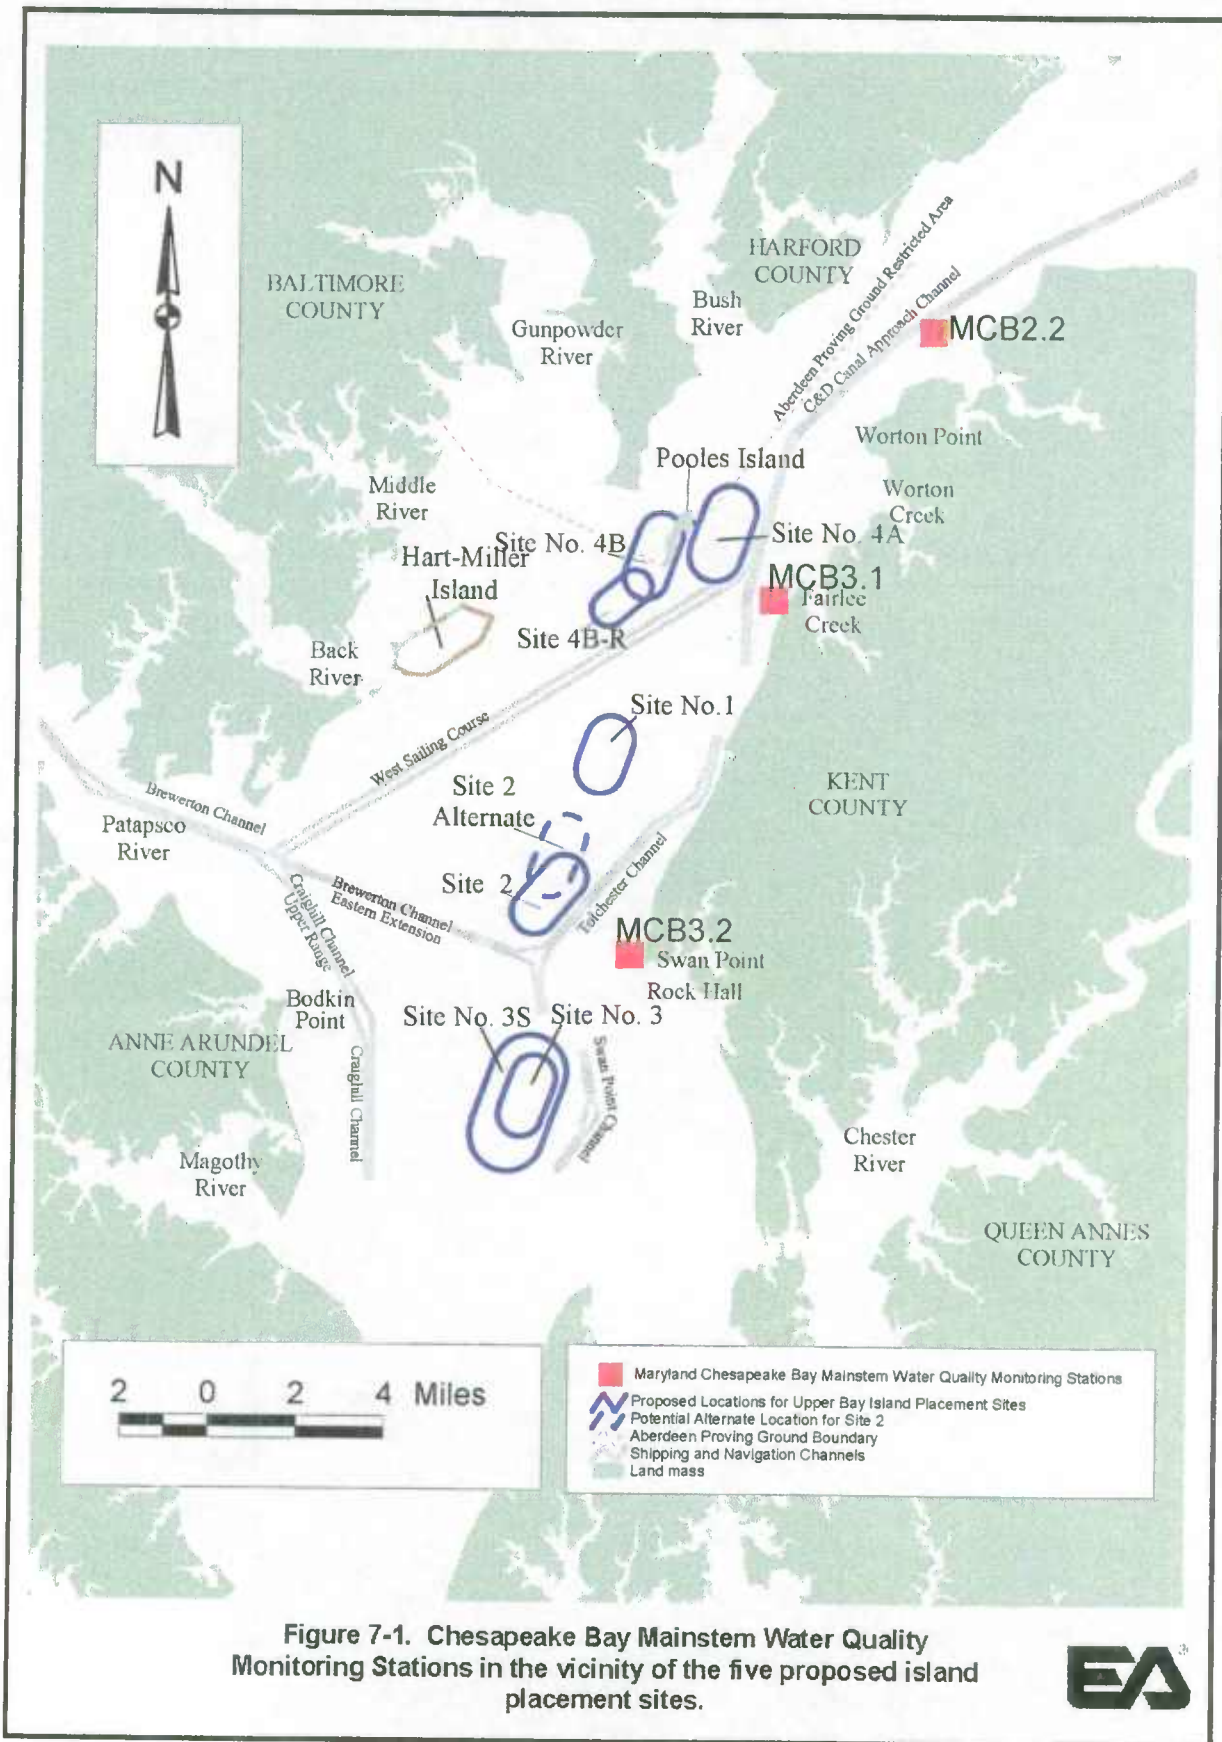 N
BALTIMORE
COUNTY
HARFORD
COUNTY
Bush
River
Gunpowder
River
Aberdeen Proving Ground Restricted Area
C&D Canal Approach Channel
MCB2.2
Worton Point
Pooles Island
Middle
River
Worton
Creek
Site No. 4B
Site No. 4A
Hart-Miller
Island
MCB3.1
Fairlee
Creek
Site 4B-R
Back
River
Site No.1
West Sailing Course
Site 2
Alternate
KENT
COUNTY
Brewerton Channel
Patapsco
River
Site 2
Brewerton Channel
Eastern Extension
Tolchester Channel
Craighill Channel
Upper Range
MCB3.2
Swan Point
Rock Hall
Bodkin
Point
Site No. 3S
Site No. 3
ANNE ARUNDEL
COUNTY
Craighill Channel
Swan Point Channel
Chester
River
Magothy
River
QUEEN ANNES
COUNTY
2 0 2 4 Miles
Maryland Chesapeake Bay Mainstem Water Quality Monitoring Stations
Proposed Locations for Upper Bay Island Placement Sites
Potential Alternate Location for Site 2
Aberdeen Proving Ground Boundary
Shipping and Navigation Channels
Land mass
Figure 7-1. Chesapeake Bay Mainstem Water Quality
Monitoring Stations in the vicinity of the five proposed island
placement sites.
EA